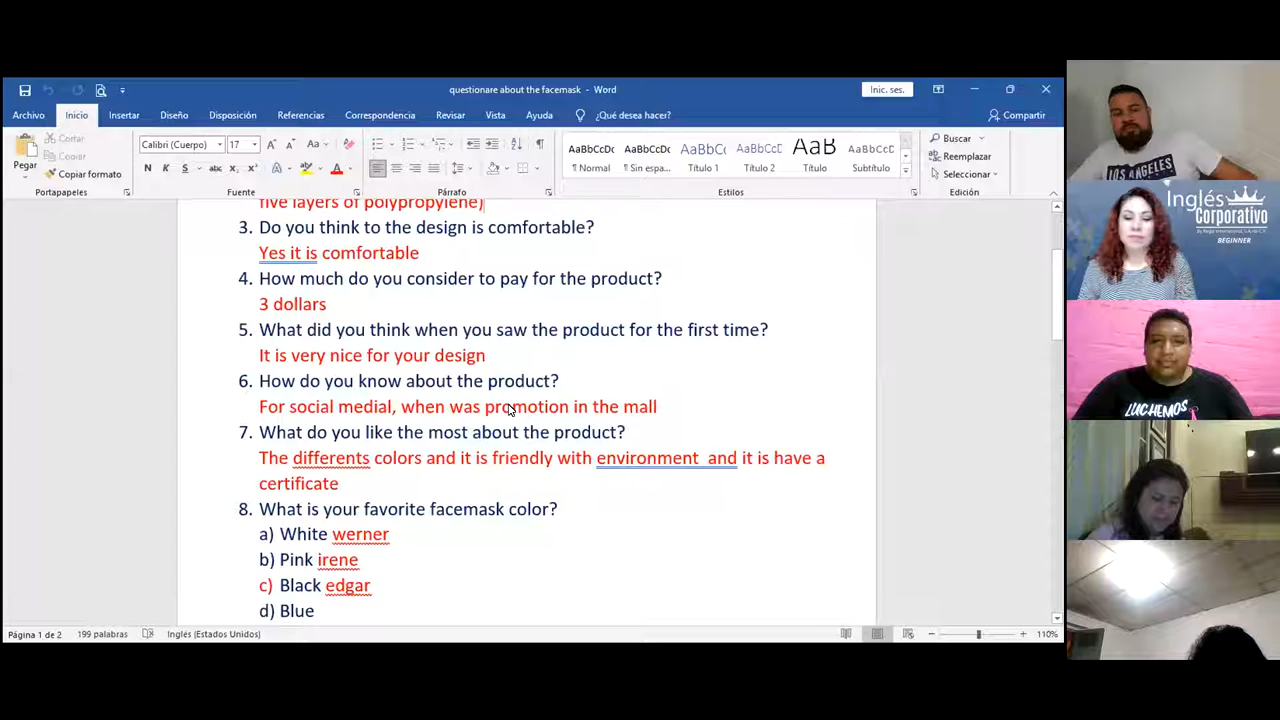 questionare about the facemask - Word
Inic. ses.
Archivo Inicio Insertar Diseño Disposición Referencias Correspondencia Revisar Vista Ayuda ¿Qué desea hacer? Compartir
Pegar
Cortar
Copiar
Copiar formato
Portapapeles
Calibri (Cuerpo) 17
N K S abc x₂ x²
Fuente
Párrafo
AaBbCcDc AaBbCcDc AaBbCc AaBbCcD AaB AaBbCcD
¶ Normal ¶ Sin espa... Título 1 Título 2 Título Subtítulo
Estilos
Buscar
Reemplazar
Seleccionar
Edición
five layers of polypropylene)
3. Do you think to the design is comfortable?
Yes it is comfortable
4. How much do you consider to pay for the product?
3 dollars
5. What did you think when you saw the product for the first time?
It is very nice for your design
6. How do you know about the product?
For social medial, when was promotion in the mall
7. What do you like the most about the product?
The differents colors and it is friendly with environment and it is have a
certificate
8. What is your favorite facemask color?
a) White werner
b) Pink irene
c) Black edgar
d) Blue
Página 1 de 2 199 palabras Inglés (Estados Unidos) 110%
LOS ANGELES
Inglés
Corporativo
BEGINNER
LUCHEMOS